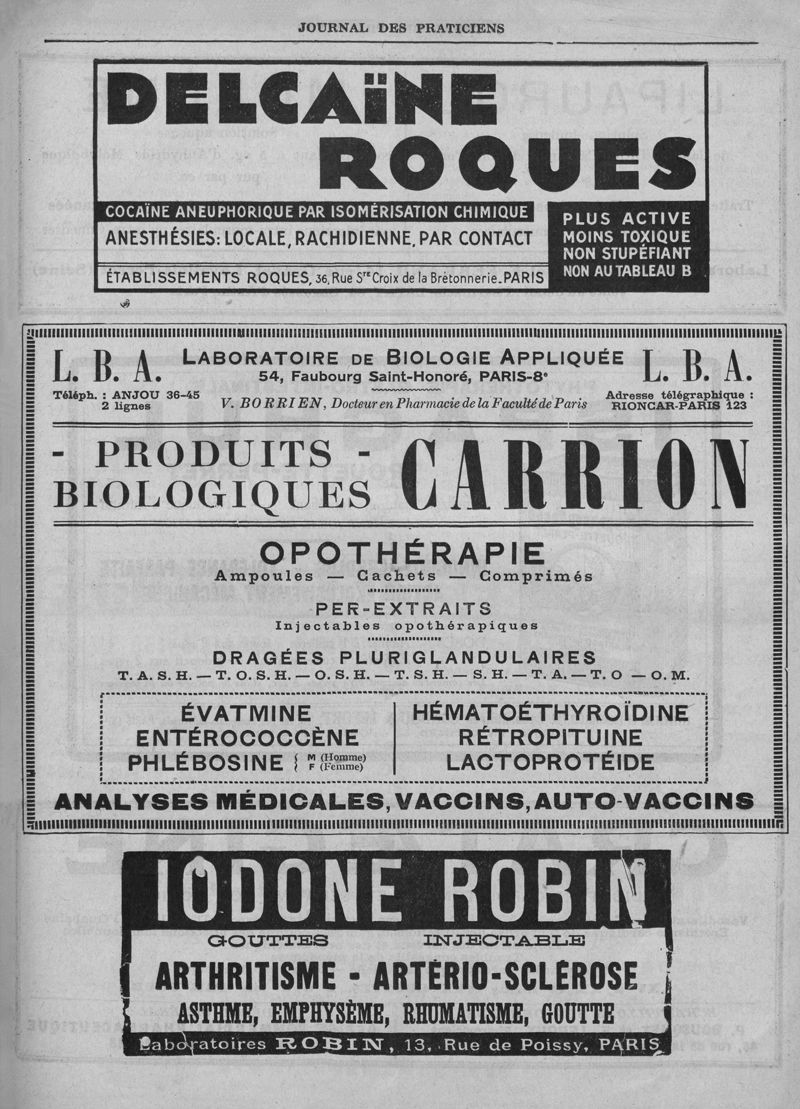 JOURNAL DES PRATICIENS
DELCAÏNE
ROQUES
COCAÏNE ANEUPHORIQUE PAR ISOMÉRISATION CHIMIQUE
ANESTHÉSIES: LOCALE, RACHIDIENNE, PAR CONTACT
ÉTABLISSEMENTS ROQUES, 36, Rue Ste Croix de la Bretonnerie_PARIS
PLUS ACTIVE
MOINS TOXIQUE
NON STUPÉFIANT
NON AU TABLEAU B
L. B. A.
LABORATOIRE DE BIOLOGIE APPLIQUÉE
54, Faubourg Saint-Honoré, PARIS-8e
L. B. A.
Téléph. : ANJOU 36-45
2 lignes
V. BORRIEN, Docteur en Pharmacie de la Faculté de Paris
Adresse télégraphique :
RIONCAR-PARIS 123
- PRODUITS -
BIOLOGIQUES
CARRION
OPOTHÉRAPIE
Ampoules — Cachets — Comprimés
PER-EXTRAITS
Injectables opothérapiques
DRAGÉES PLURIGLANDULAIRES
T. A. S. H. — T. O. S. H. — O. S. H. — T. S. H. — S. H. — T. A. — T. O — O. M.
ÉVATMINE
ENTÉROCOCCÈNE
PHLÉBOSINE { M (Homme)
F (Femme)
HÉMATOÉTHYROÏDINE
RÉTROPITUINE
LACTOPROTÉIDE
ANALYSES MÉDICALES, VACCINS, AUTO-VACCINS
IODONE ROBIN
GOUTTES INJECTABLE
ARTHRITISME - ARTÉRIO-SCLÉROSE
ASTHME, EMPHYSÈME, RHUMATISME, GOUTTE
Laboratoires ROBIN, 13, Rue de Poissy, PARIS